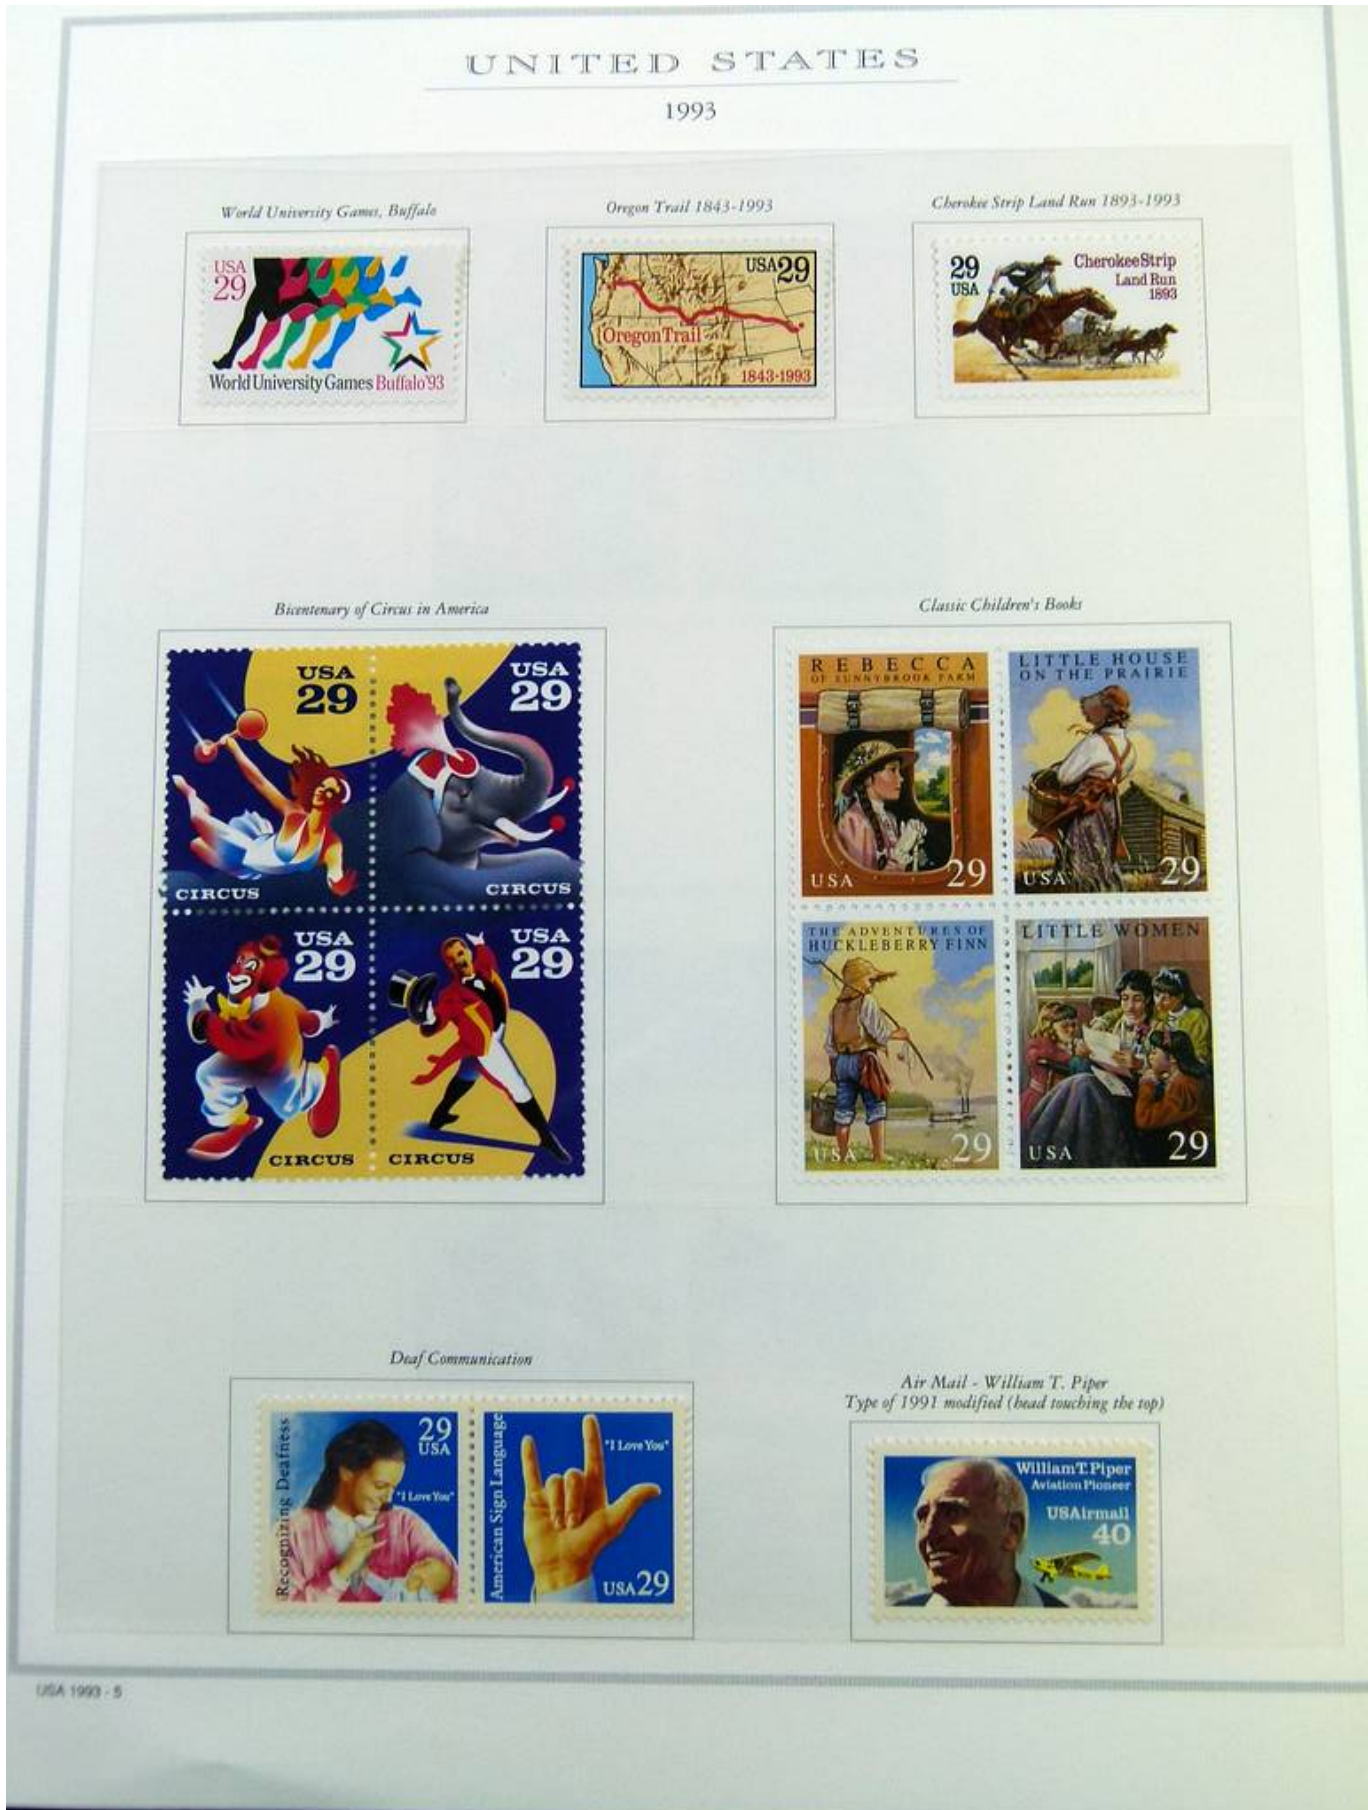 UNITED STATES
1993
World University Games, Buffalo
Oregon Trail 1843-1993
Cherokee Strip Land Run 1893-1993
USA
29
World University Games Buffalo '93
USA29
Oregon Trail
1843-1993
29
USA
Cherokee Strip
Land Run
1893
Bicentenary of Circus in America
Classic Children's Books
USA
29
CIRCUS
USA
29
CIRCUS
USA
29
CIRCUS
USA
29
CIRCUS
REBECCA
OF SUNNYBROOK FARM
USA 29
LITTLE HOUSE
ON THE PRAIRIE
USA 29
THE ADVENTURES OF
HUCKLEBERRY FINN
USA 29
LITTLE WOMEN
USA 29
Deaf Communication
Air Mail - William T. Piper
Type of 1991 modified (head touching the top)
Recognizing Deafness
29
USA
"I Love You"
American Sign Language
"I Love You"
USA29
William T. Piper
Aviation Pioneer
USAirmail
40
USA 1993 - 5